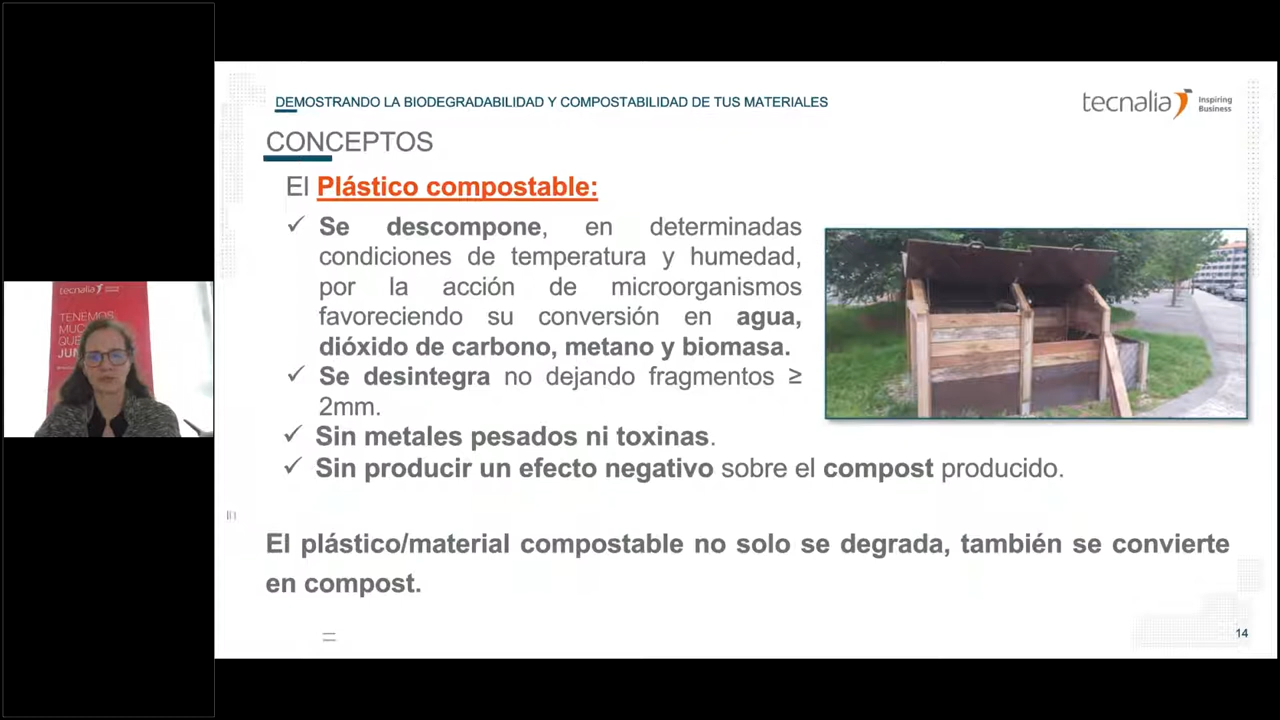 DEMOSTRANDO LA BIODEGRADABILIDAD Y COMPOSTABILIDAD DE TUS MATERIALES
tecnalia Inspiring
Business
CONCEPTOS
El Plástico compostable:
✓ Se descompone, en determinadas
condiciones de temperatura y humedad,
por la acción de microorganismos
favoreciendo su conversión en agua,
dióxido de carbono, metano y biomasa.
✓ Se desintegra no dejando fragmentos ≥
2mm.
✓ Sin metales pesados ni toxinas.
✓ Sin producir un efecto negativo sobre el compost producido.
El plástico/material compostable no solo se degrada, también se convierte
en compost.
14
tecnalia
TENEMOS
MUC
QUE
JUN